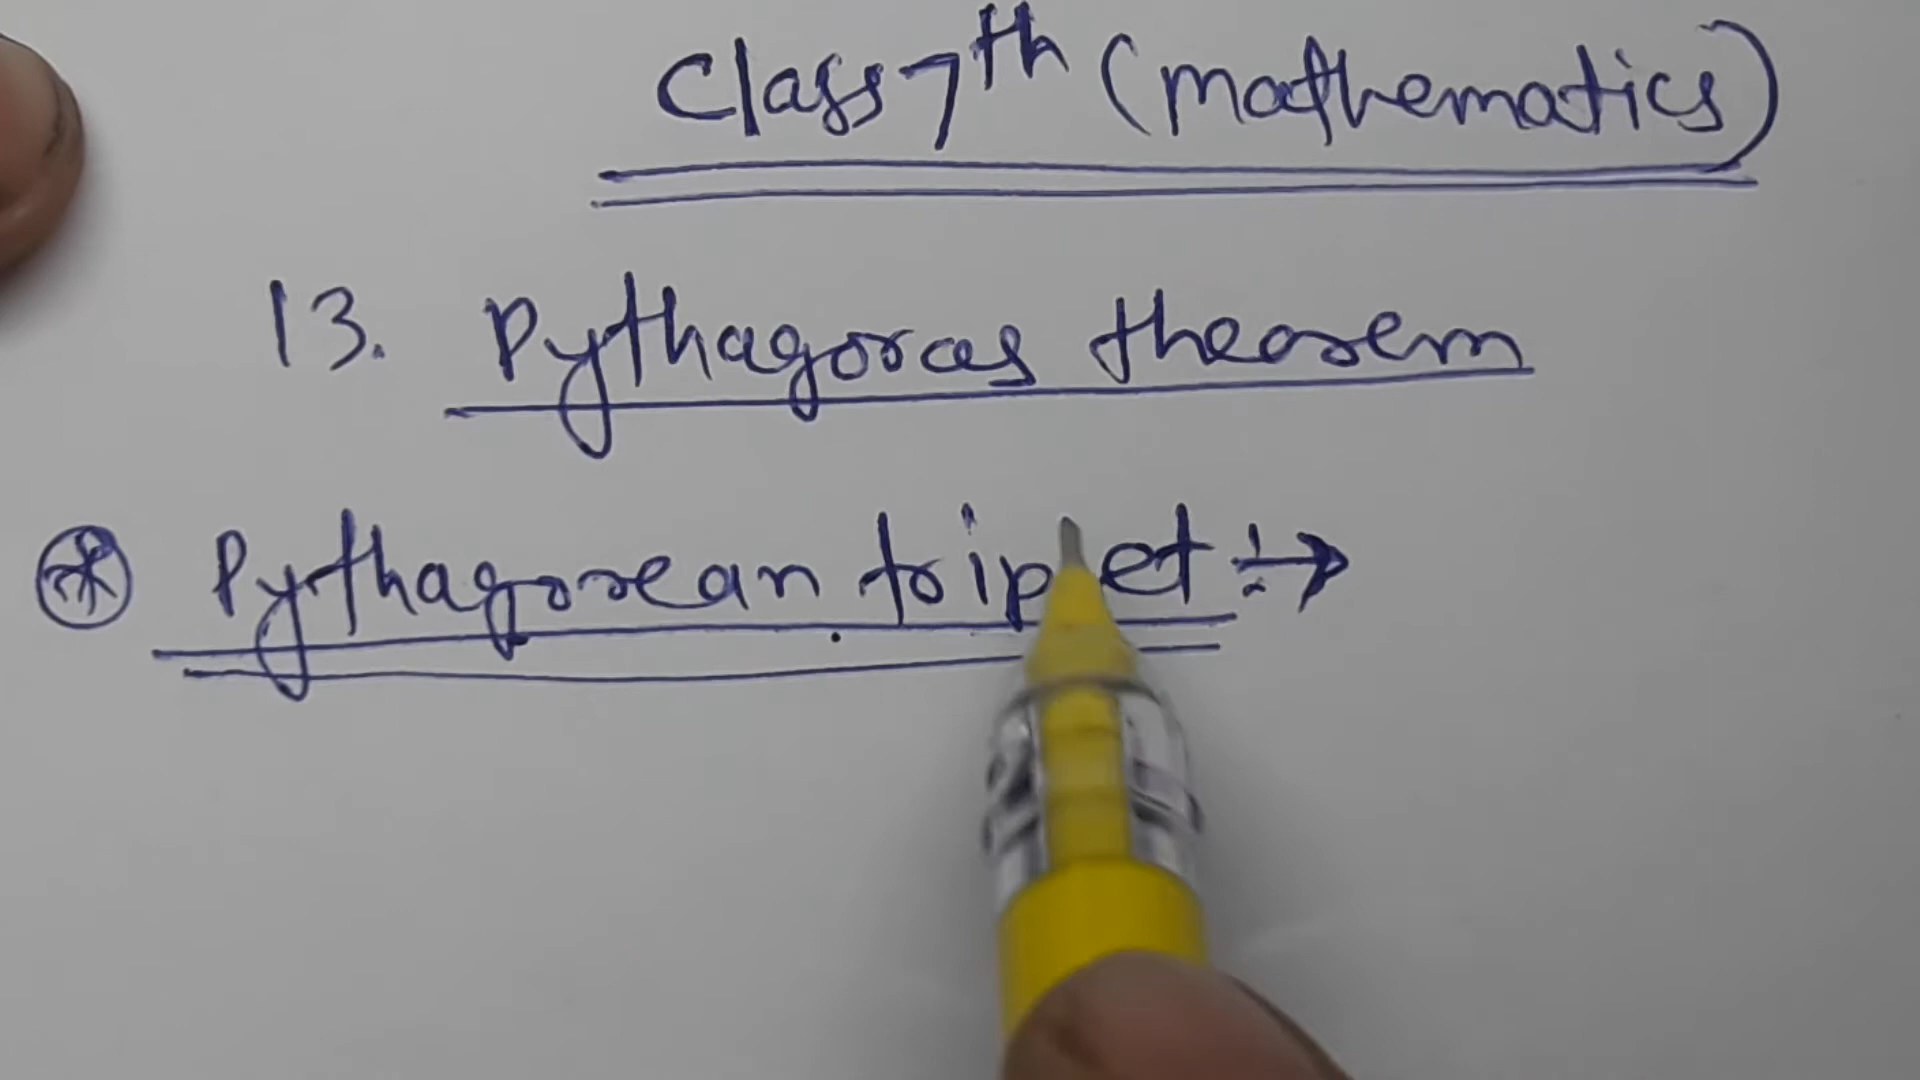 Class 7th (Mathematics)
13. Pythagoras theorem
* Pythagorean triplet :→